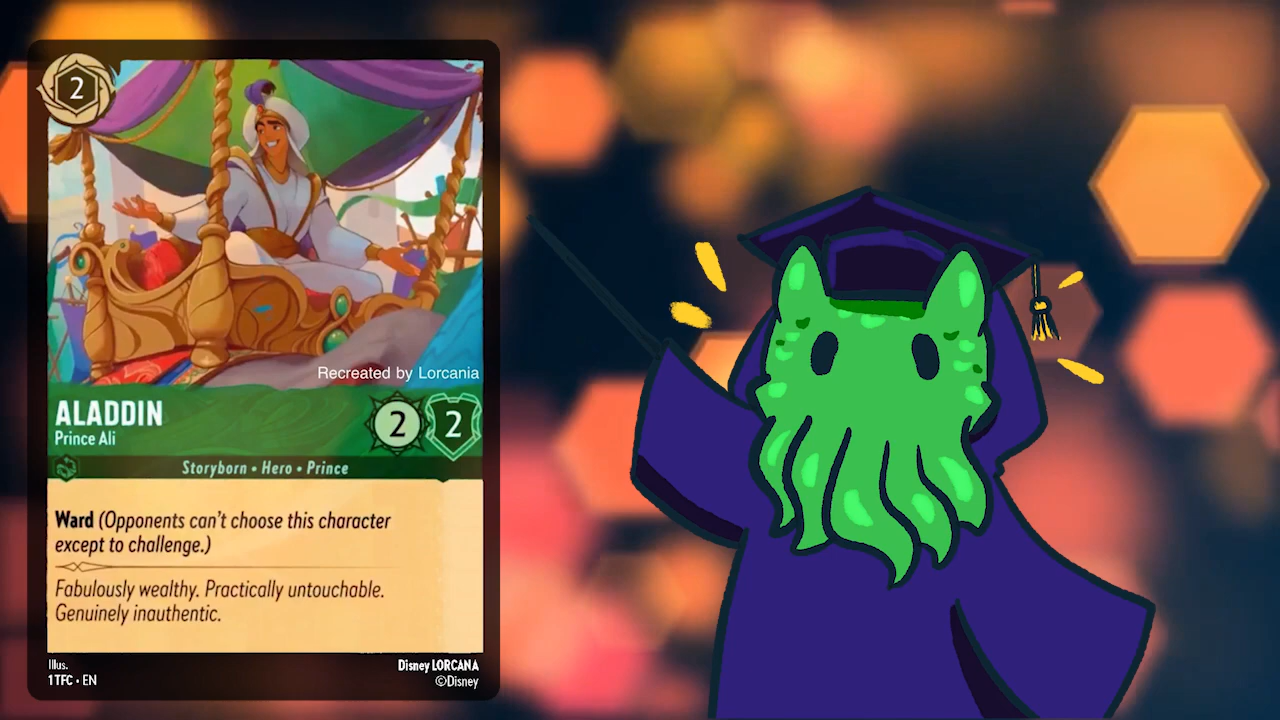 2
Recreated by Lorcania
ALADDIN
Prince Ali
2 2
Storyborn • Hero • Prince
Ward (Opponents can't choose this character
except to challenge.)
Fabulously wealthy. Practically untouchable.
Genuinely inauthentic.
Illus.
Disney LORCANA
1TFC • EN
©Disney